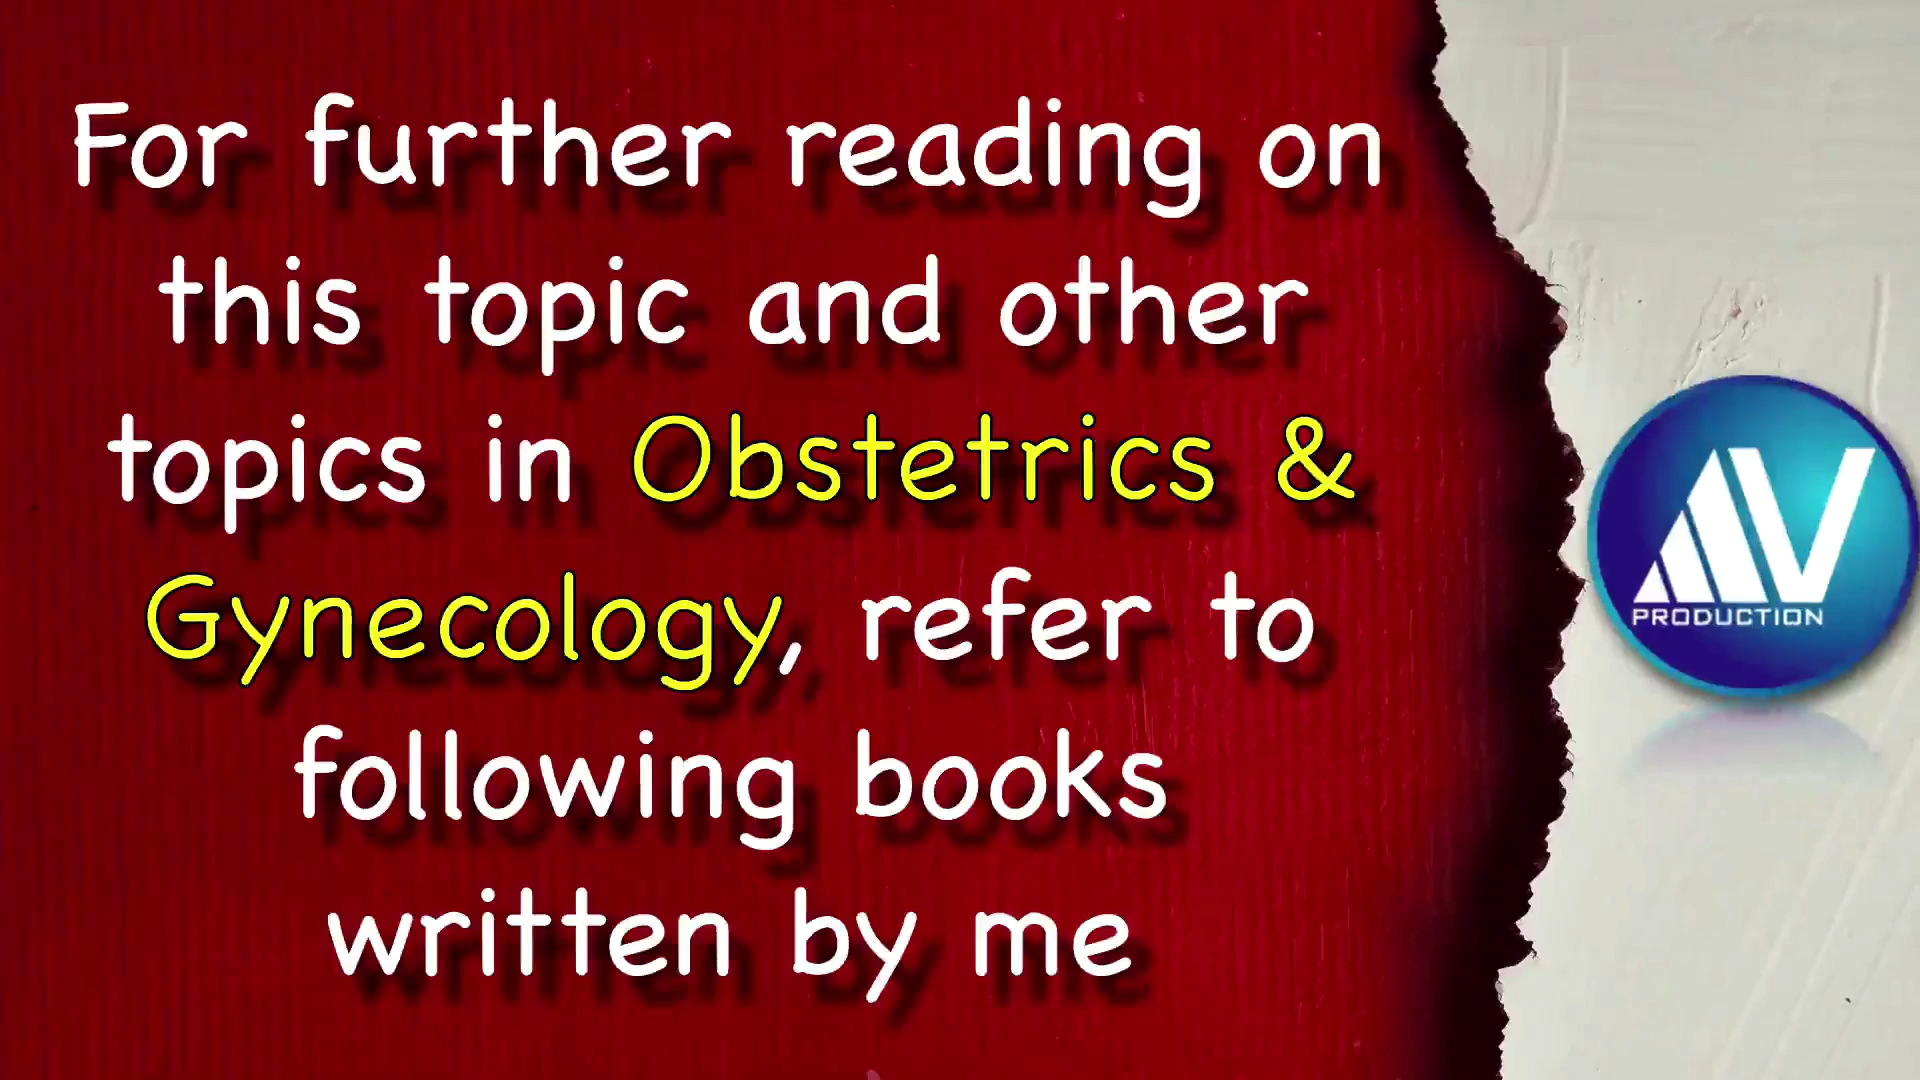 For further reading on
this topic and other
topics in Obstetrics &
Gynecology, refer to
following books
written by me
AV
PRODUCTION